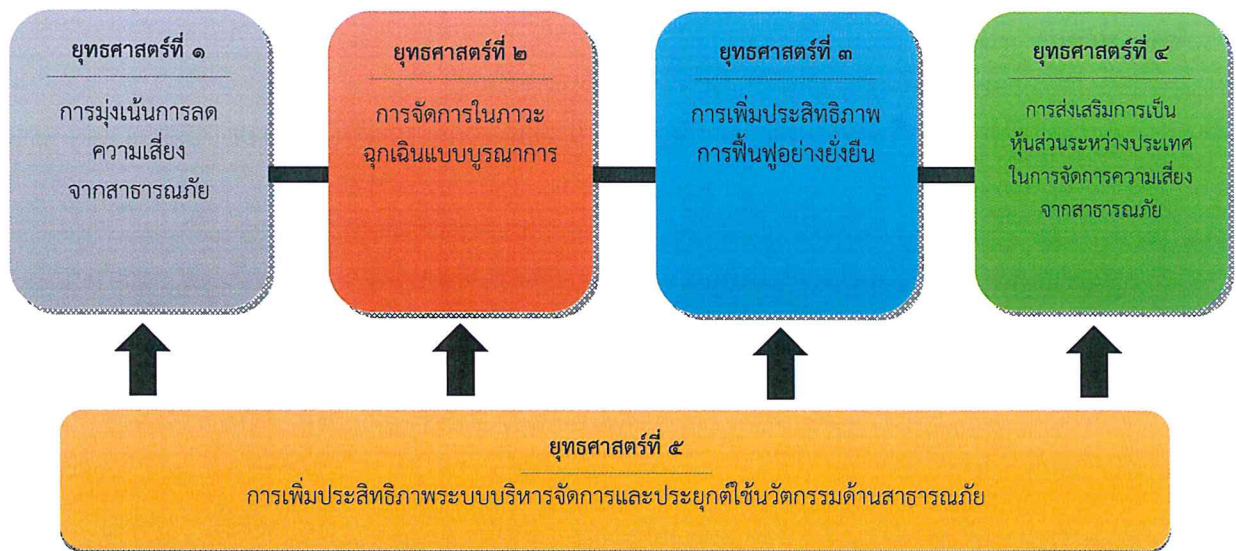 ยุทธศาสตร์ที่ ๑
การมุ่งเน้นการลด
ความเสี่ยง
จากสาธารณภัย
ยุทธศาสตร์ที่ ๒
การจัดการในภาวะ
ฉุกเฉินแบบบูรณาการ
ยุทธศาสตร์ที่ ๓
การเพิ่มประสิทธิภาพ
การฟื้นฟูอย่างยั่งยืน
ยุทธศาสตร์ที่ ๔
การส่งเสริมการเป็น
หุ้นส่วนระหว่างประเทศ
ในการจัดการความเสี่ยง
จากสาธารณภัย
ยุทธศาสตร์ที่ ๕
การเพิ่มประสิทธิภาพระบบบริหารจัดการและประยุกต์ใช้นวัตกรรมด้านสาธารณภัย